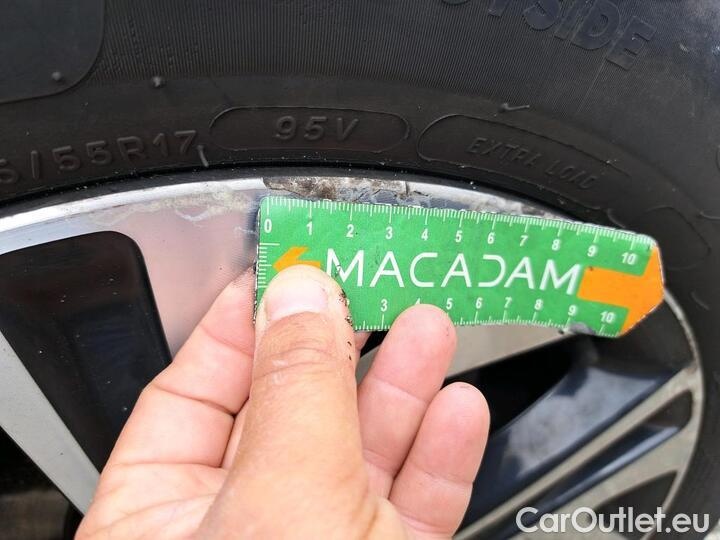 OUTSIDE
5/55R17
95V
EXTRA LOAD
0 1 2 3 4 5 6 7 8 9 10
MACADAM
3 4 5 6 7 8 9 10
CarOutlet.eu